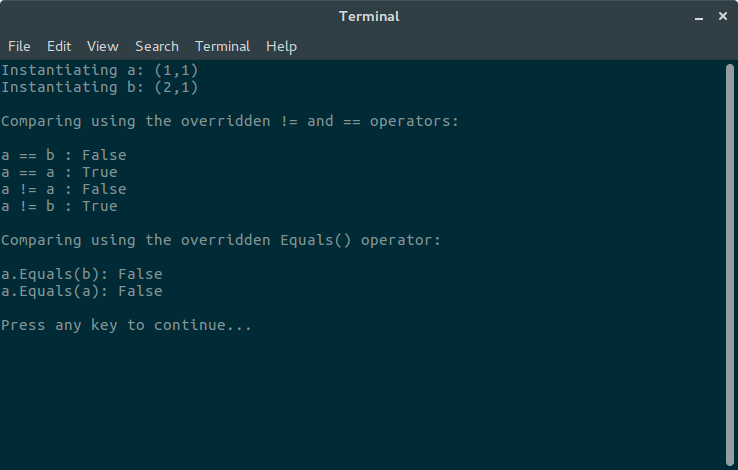 Terminal
File Edit View Search Terminal Help
Instantiating a: (1,1)
Instantiating b: (2,1)
Comparing using the overridden != and == operators:
a == b : False
a == a : True
a != a : False
a != b : True
Comparing using the overridden Equals() operator:
a.Equals(b): False
a.Equals(a): False
Press any key to continue...